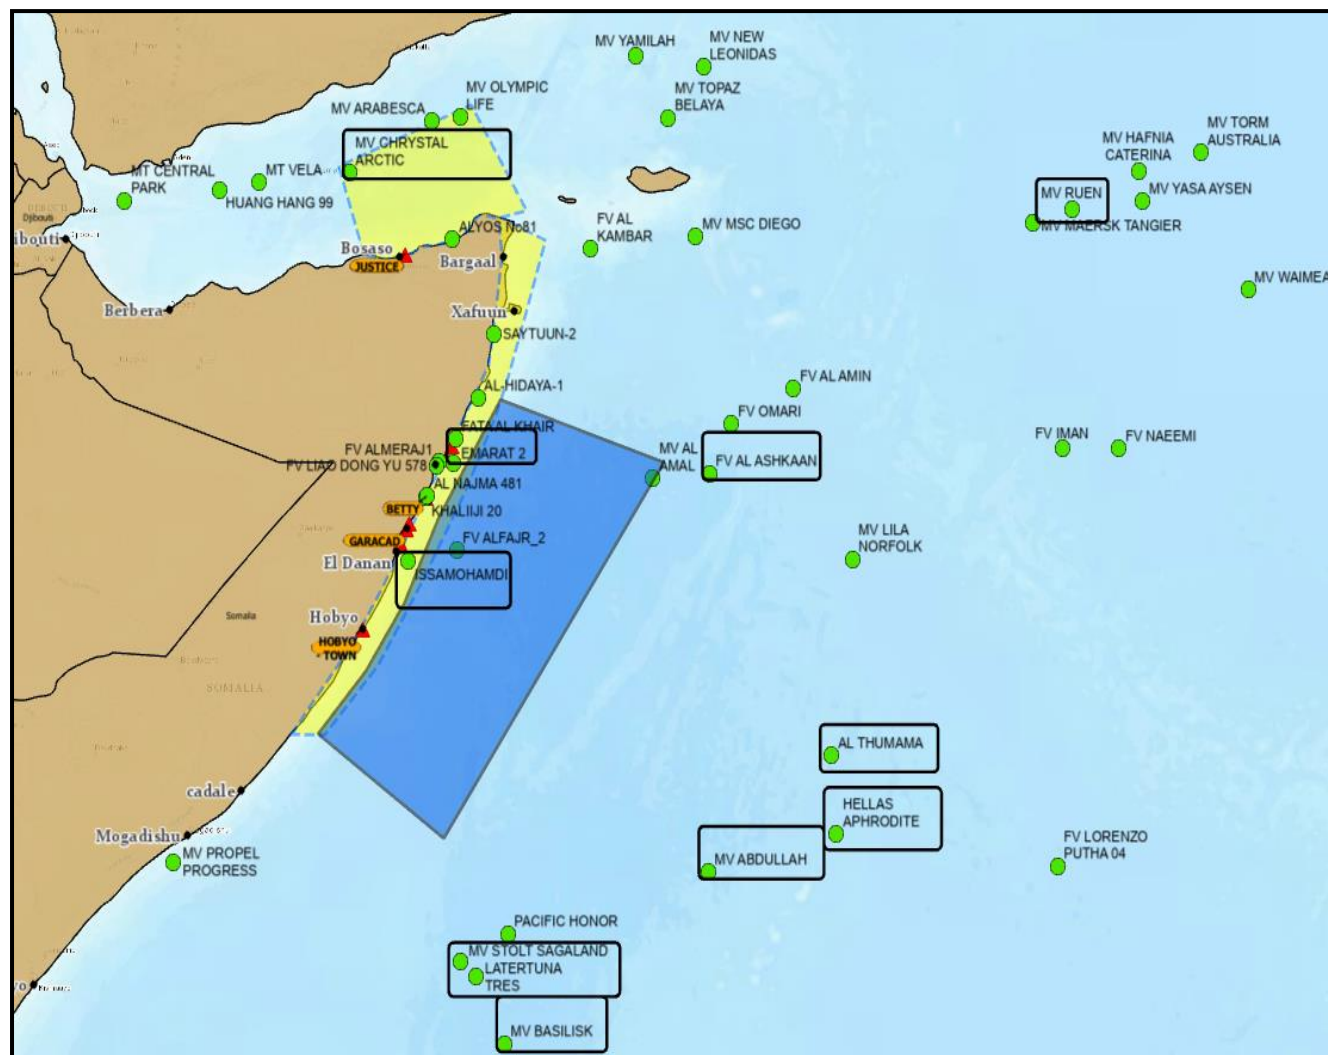 MV YAMILAH
MV NEW
LEONIDAS
MV OLYMPIC
LIFE
MV TOPAZ
BELAYA
MV ARABESCA
MV CHRYSTAL
ARCTIC
MV TORM
AUSTRALIA
MV HAFNIA
CATERINA
MT CENTRAL
PARK
MT VELA
HUANG HANG 99
MV RUEN
MV YASA AYSEN
MV MAERSK TANGIER
Djibouti
ibouti
ALYOS No81
FV AL
KAMBAR
MV MSC DIEGO
Bosaso
JUSTICE
Bargaal
MV WAIMEA
Berbera
Xafuun
SAYTUUN-2
AL-HIDAYA-1
FV AL AMIN
FV OMARI
FATA AL KHAIR
FV ALMERAJ1
EMARAT 2
FV LIAO DONG YU 578
MV AL
AMAL
FV AL ASHKAAN
FV IMAN
FV NAEEMI
AL NAJMA 481
BETTY
KHALIIJI 20
GARACAD
FV ALFAJR_2
MV LILA
NORFOLK
El Danan
ISSAMOHAMDI
Somalia
Hobyo
HOBYO
- TOWN
SOMALIA
AL THUMAMA
cadale
HELLAS
APHRODITE
Mogadishu
MV PROPEL
PROGRESS
MV ABDULLAH
FV LORENZO
PUTHA 04
PACIFIC HONOR
MV STOLT SAGALAND
LATERTUNA
TRES
yo
MV BASILISK